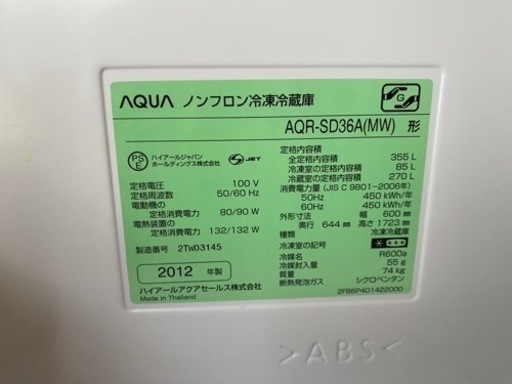 AQUA ノンフロン冷凍冷蔵庫
AQR-SD36A(MW) 形
PS
E
ハイアールジャパン
ホールディングス株式会社
S JET
定格電圧 100 V
定格周波数 50/60 Hz
電動機の
定格消費電力 80/90 W
電熱装置の
定格消費電力 132/132 W
製造番号 2TW03145
2012 年製
ハイアールアクアセールス株式会社
Made in Thailand
G
定格内容積
全定格内容積 355 L
冷凍室の定格内容積 85 L
冷蔵室の定格内容積 270 L
消費電力量 (JIS C 9801-2006年)
50Hz 450 kWh/年
60Hz 450 kWh/年
外形寸法 幅 600 mm
奥行 644 mm 高さ 1723 mm
種類 冷凍冷蔵庫
冷凍室の記号
冷媒名 R600a
冷媒封入量 55 g
質量 74 kg
断熱発泡ガス シクロペンタン
2FB6P401422000
>ABS<